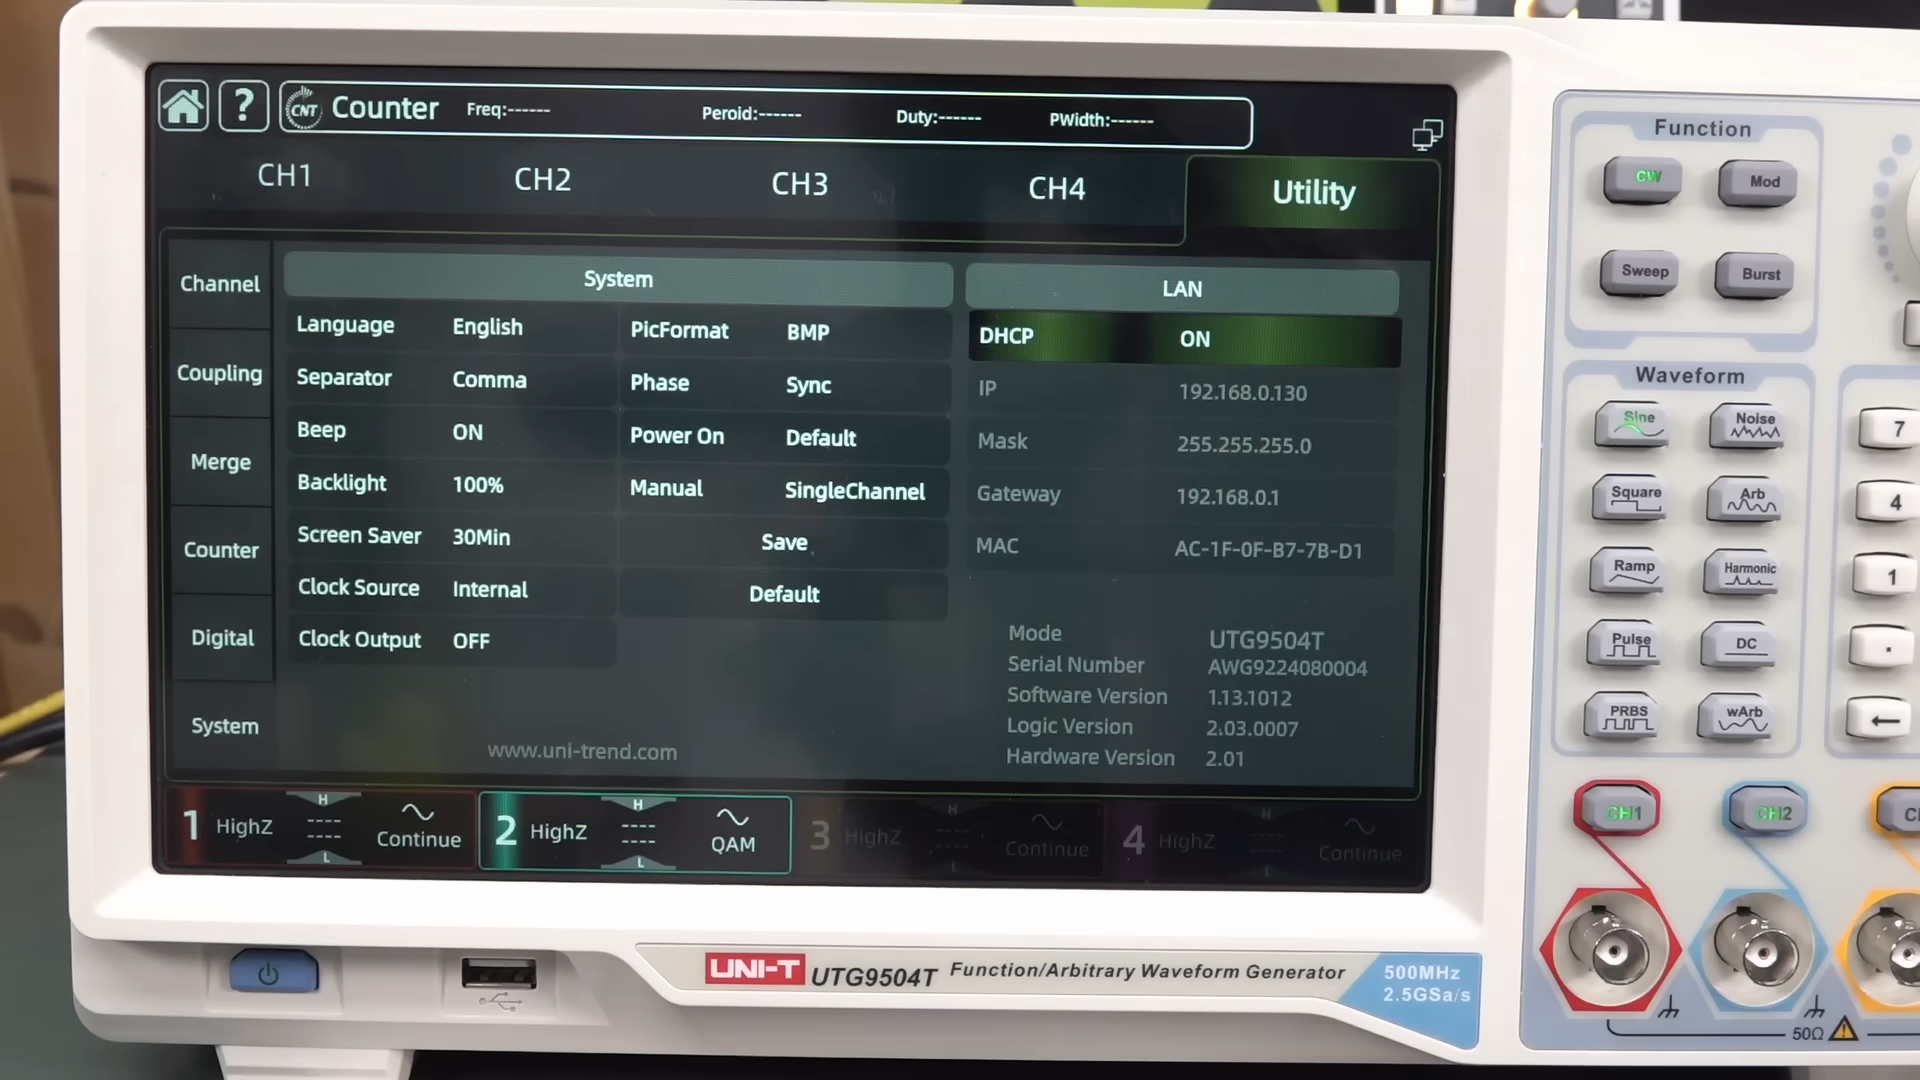 ? CNT Counter Freq:------ Peroid:------ Duty:------ PWidth:------
CH1 CH2 CH3 CH4 Utility
Channel
Coupling
Merge
Counter
Digital
System
System
Language English
Separator Comma
Beep ON
Backlight 100%
Screen Saver 30Min
Clock Source Internal
Clock Output OFF
PicFormat BMP
Phase Sync
Power On Default
Manual SingleChannel
Save
Default
www.uni-trend.com
LAN
DHCP ON
IP 192.168.0.130
Mask 255.255.255.0
Gateway 192.168.0.1
MAC AC-1F-0F-B7-7B-D1
Mode UTG9504T
Serial Number AWG9224080004
Software Version 1.13.1012
Logic Version 2.03.0007
Hardware Version 2.01
1 HighZ H L Continue
2 HighZ H L QAM
3 HighZ H L Continue
4 HighZ H L Continue
UNI-T UTG9504T Function/Arbitrary Waveform Generator
500MHz
2.5GSa/s
Function
CW Mod
Sweep Burst
Waveform
Sine Noise
Square Arb
Ramp Harmonic
Pulse DC
PRBS wArb
7
4
1
.
←
CH1 CH2
50Ω